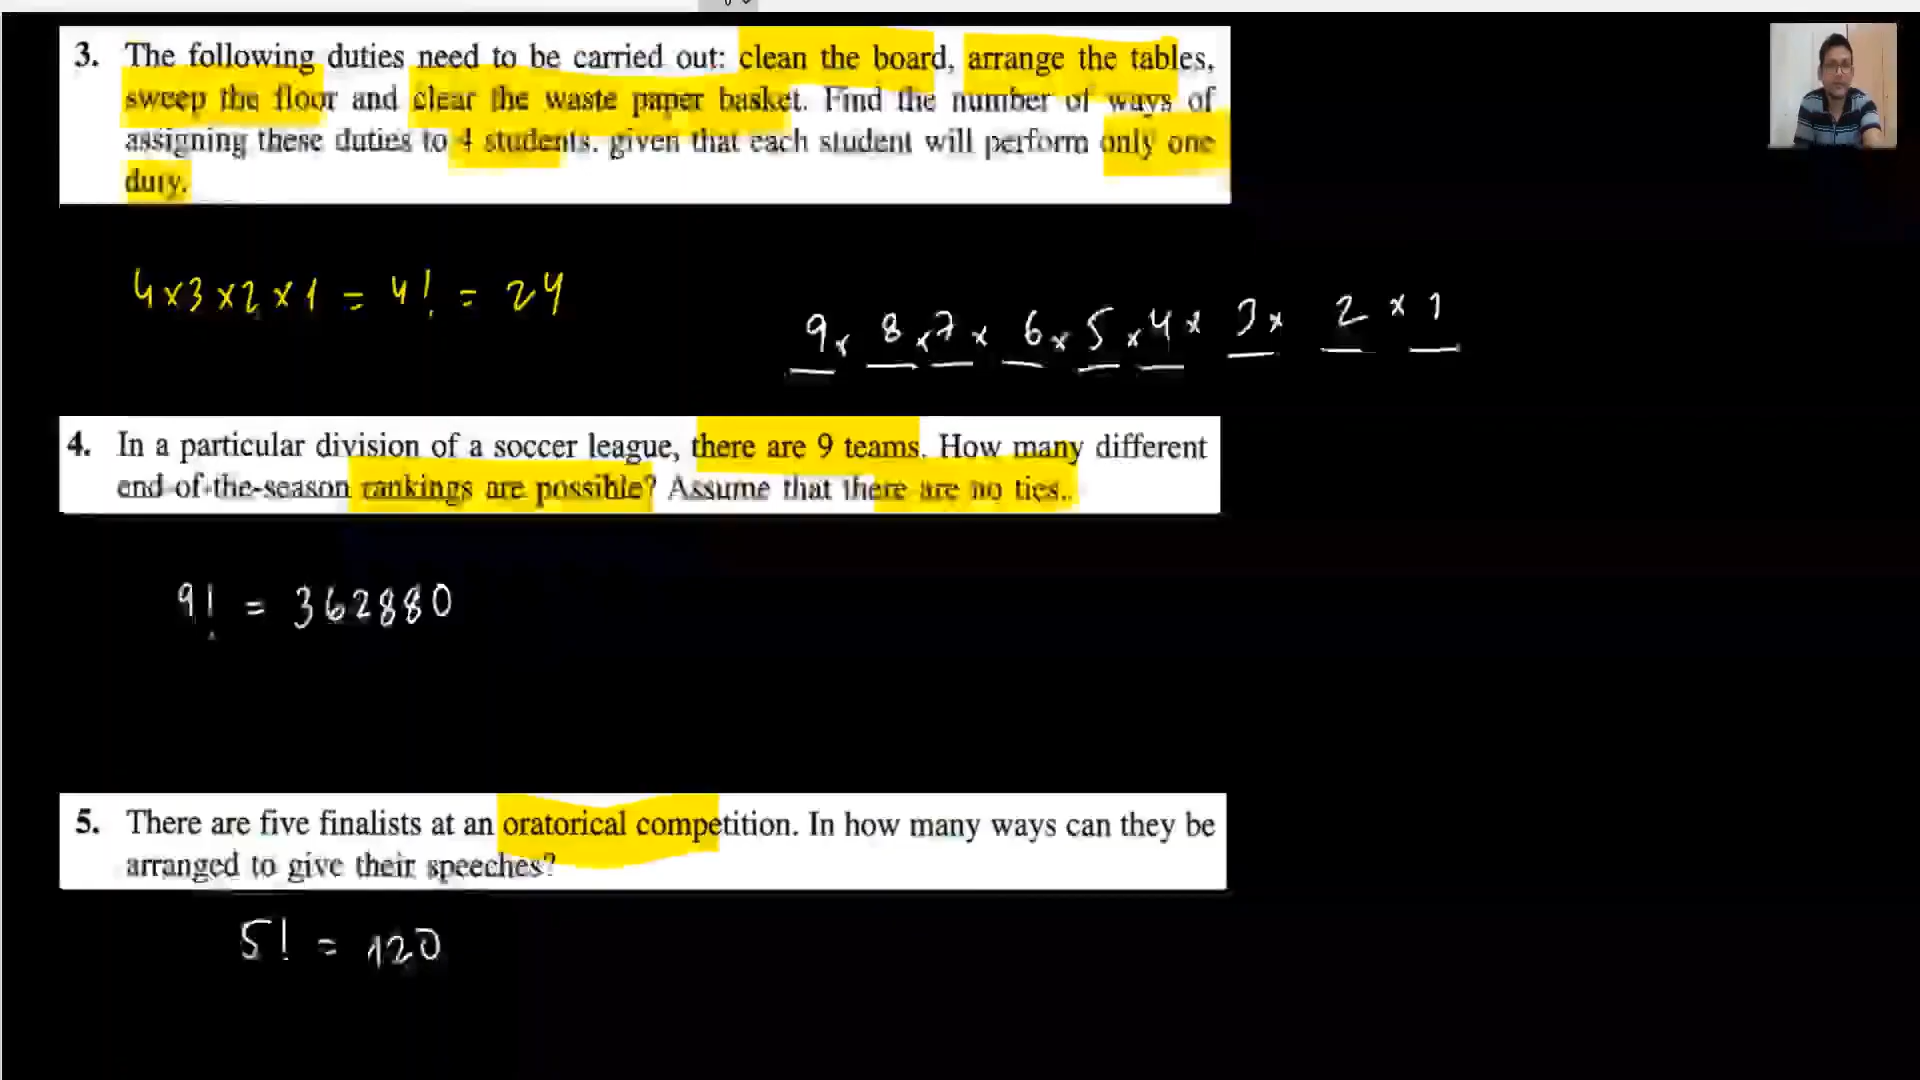 3. The following duties need to be carried out: clean the board, arrange the tables,
sweep the floor and clear the waste paper basket. Find the number of ways of
assigning these duties to 4 students, given that each student will perform only one
duty.
4×3×2×1 = 4! = 24
9× 8×7× 6×5×4× 3× 2×1
4. In a particular division of a soccer league, there are 9 teams. How many different
end-of-the-season rankings are possible? Assume that there are no ties..
9! = 362880
5. There are five finalists at an oratorical competition. In how many ways can they be
arranged to give their speeches?
5! = 120